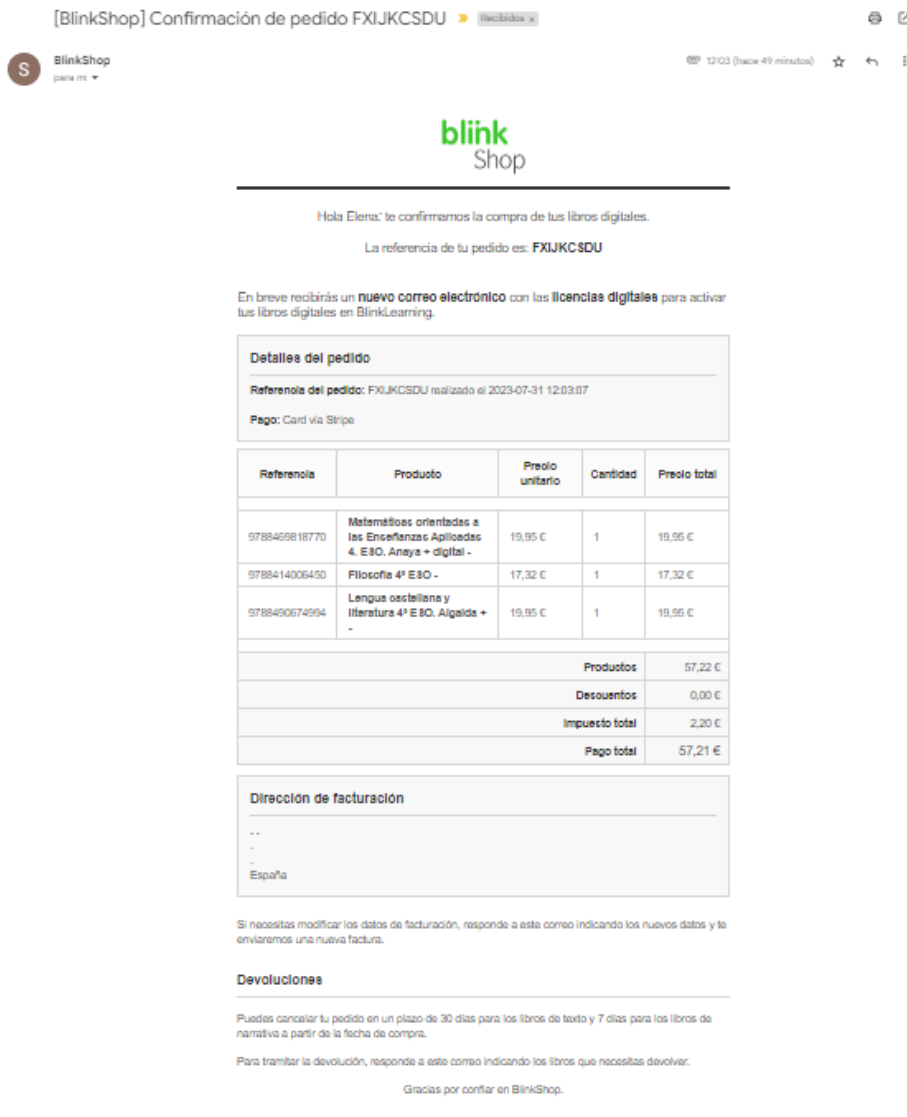 [BlinkShop] Confirmación de pedido FXIJKCSDU Recibidos x
S
BlinkShop
para mi
12:03 (hace 49 minutos)
blink
Shop
Hola Elena: te confirmamos la compra de tus libros digitales.
La referencia de tu pedido es: FXIJKCSDU
En breve recibirás un nuevo correo electrónico con las licencias digitales para activar
tus libros digitales en BlinkLearning.
Detalles del pedido
Referencia del pedido: FXIJKCSDU realizado el 2023-07-31 12:03:07
Pago: Card via Stripe
Referencia Producto Precio unitario Cantidad Precio total
9788469818770 Matemáticas orientadas a
las Enseñanzas Aplicadas
4. ESO. Anaya + digital - 19,95 € 1 19,95 €
9788414006450 Filosofía 4º ESO - 17,32 € 1 17,32 €
9788490674994 Lengua castellana y
literatura 4º ESO. Algaida +
- 19,95 € 1 19,95 €
Productos 57,22 €
Descuentos 0,00 €
Impuesto total 2,20 €
Pago total 57,21 €
Dirección de facturación
- -
-
-
España
Si necesitas modificar los datos de facturación, responde a este correo indicando los nuevos datos y te
enviaremos una nueva factura.
Devoluciones
Puedes cancelar tu pedido en un plazo de 30 días para los libros de texto y 7 días para los libros de
narrativa a partir de la fecha de compra.
Para tramitar la devolución, responde a este correo indicando los libros que necesitas devolver.
Gracias por confiar en BlinkShop.